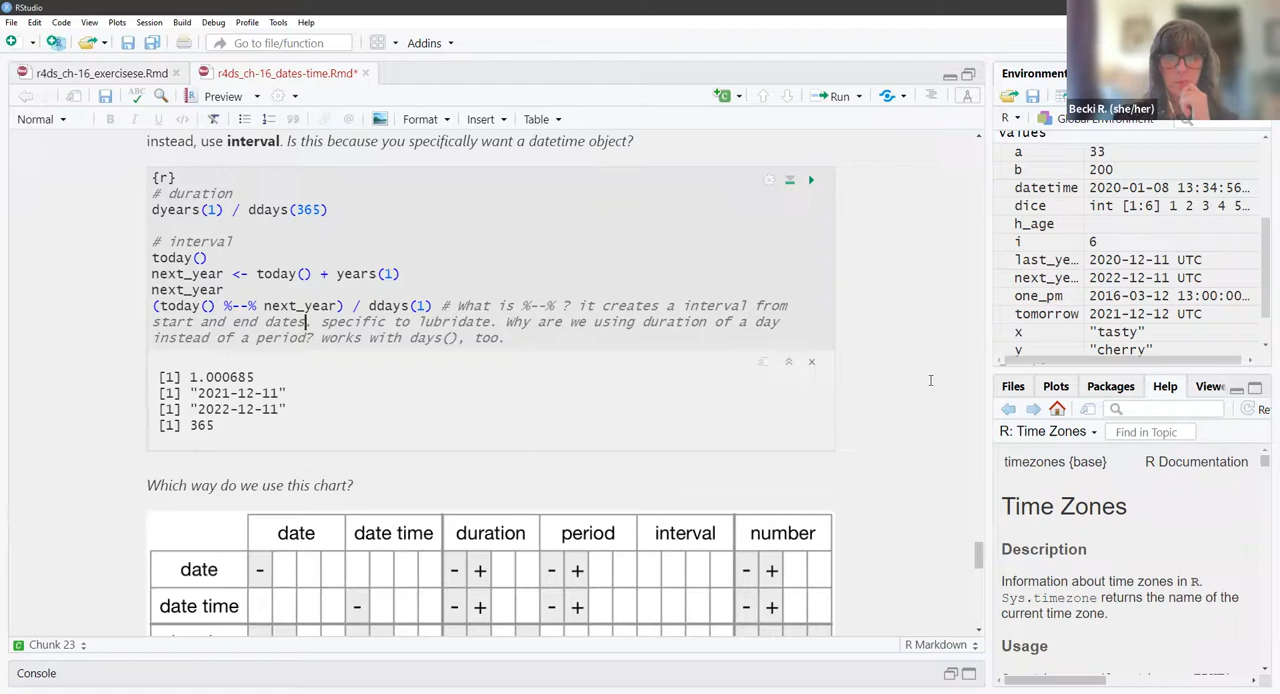 RStudio
File Edit Code View Plots Session Build Debug Profile Tools Help
Go to file/function Addins
r4ds_ch-16_exercisese.Rmd r4ds_ch-16_dates-time.Rmd*
Preview Run
Normal B I U Format Insert Table
instead, use interval. Is this because you specifically want a datetime object?
{r}
# duration
dyears(1) / ddays(365)
# interval
today()
next_year <- today() + years(1)
next_year
(today() %--% next_year) / ddays(1) # What is %--% ? it creates a interval from
start and end dates. specific to lubridate. Why are we using duration of a day
instead of a period? works with days(), too.
[1] 1.000685
[1] "2021-12-11"
[1] "2022-12-11"
[1] 365
Which way do we use this chart?
date date time duration period interval number
date - - + - + - +
date time - - + - + - +
Chunk 23 R Markdown
Console
Becki R. (she/her)
Environment
R Global Environment
values
a 33
b 200
datetime 2020-01-08 13:34:56…
dice int [1:6] 1 2 3 4 5…
h_age
i 6
last_ye… 2020-12-11 UTC
next_ye… 2022-12-11 UTC
one_pm 2016-03-12 13:00:00…
tomorrow 2021-12-12 UTC
x "tasty"
y "cherry"
Files Plots Packages Help Viewe
Re
R: Time Zones Find in Topic
timezones {base} R Documentation
Time Zones
Description
Information about time zones in R.
Sys.timezone returns the name of the
current time zone.
Usage